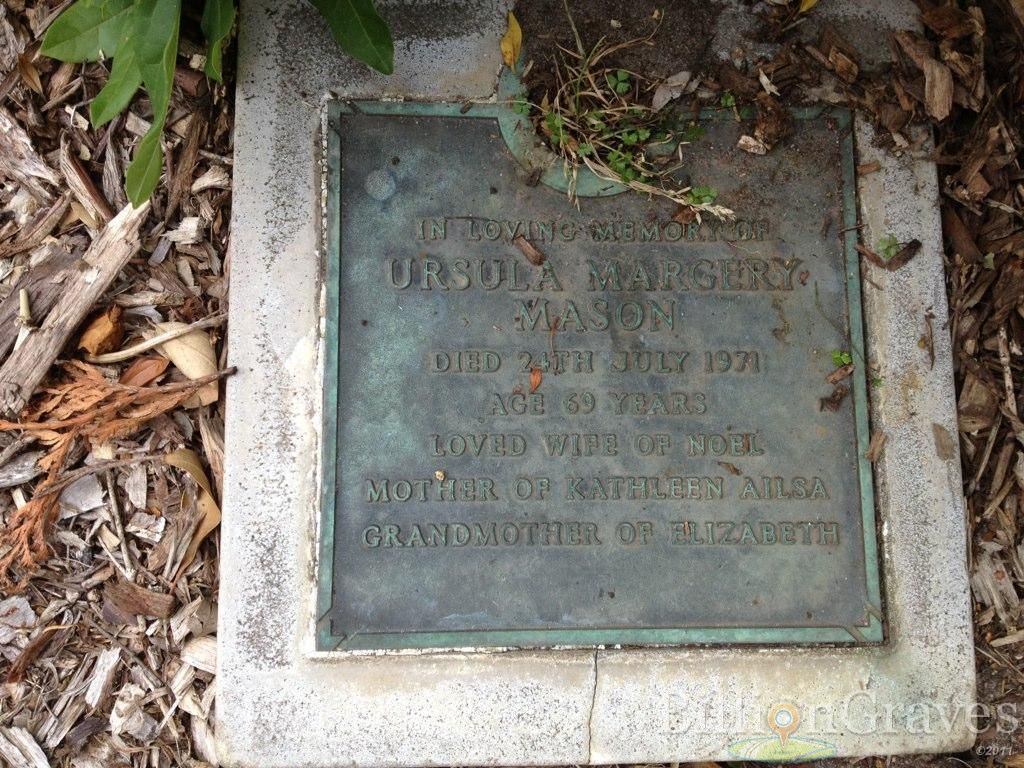 IN LOVING MEMORY OF
URSULA MARGERY
MASON
DIED 24TH JULY 1971
AGE 69 YEARS
LOVED WIFE OF NOEL
MOTHER OF KATHLEEN AILSA
GRANDMOTHER OF ELIZABETH
BillionGraves
©2011